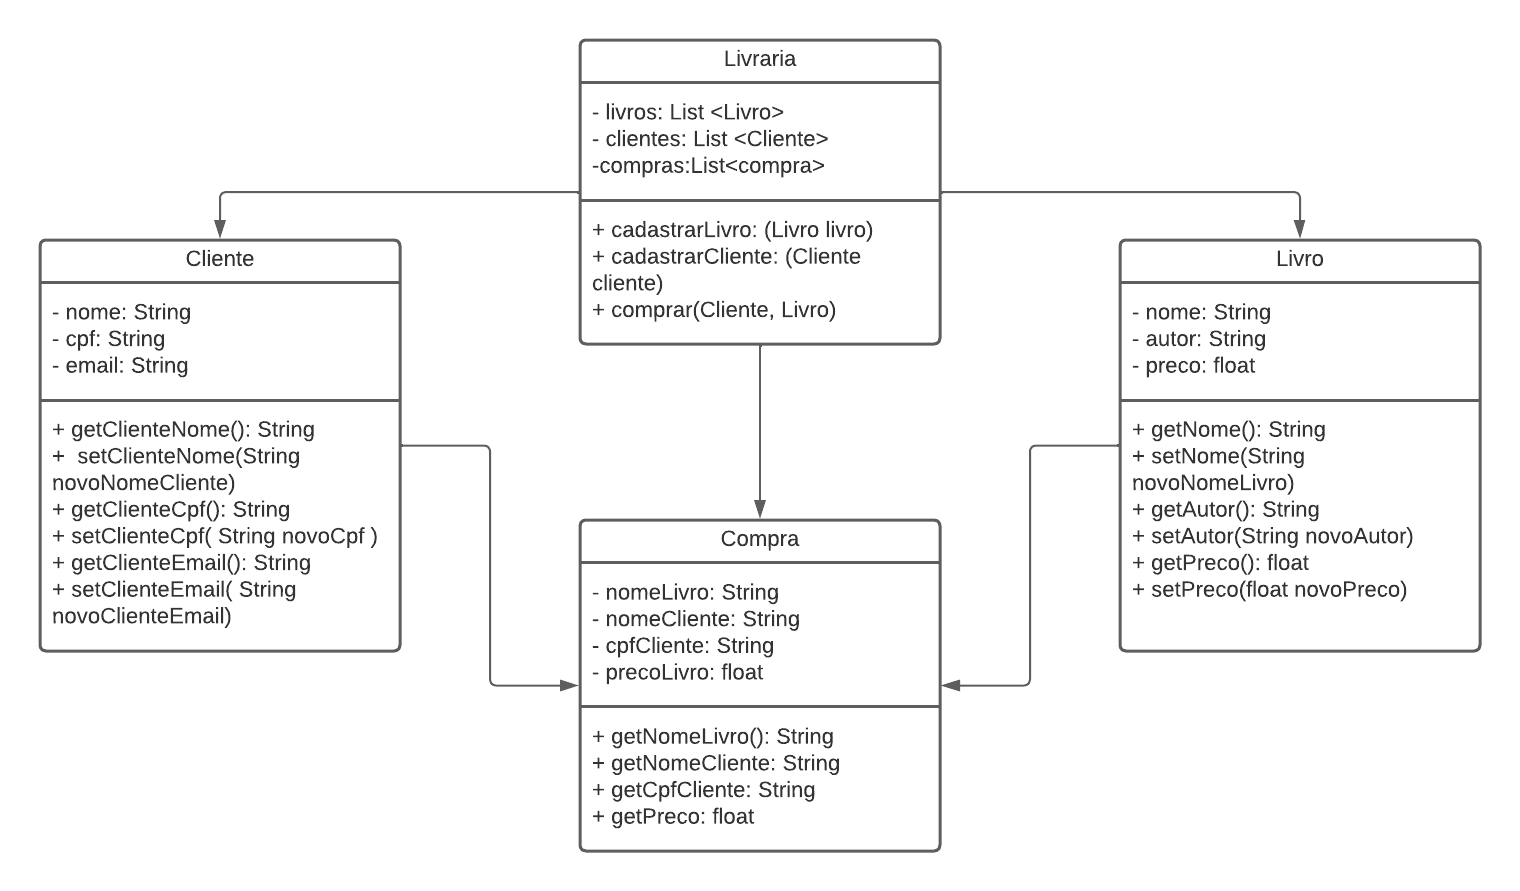 Livraria
- livros: List <Livro>
- clientes: List <Cliente>
-compras:List<compra>
+ cadastrarLivro: (Livro livro)
+ cadastrarCliente: (Cliente
cliente)
+ comprar(Cliente, Livro)
Cliente
- nome: String
- cpf: String
- email: String
+ getClienteNome(): String
+  setClienteNome(String
novoNomeCliente)
+ getClienteCpf(): String
+ setClienteCpf( String novoCpf )
+ getClienteEmail(): String
+ setClienteEmail( String
novoClienteEmail)
Livro
- nome: String
- autor: String
- preco: float
+ getNome(): String
+ setNome(String
novoNomeLivro)
+ getAutor(): String
+ setAutor(String novoAutor)
+ getPreco(): float
+ setPreco(float novoPreco)
Compra
- nomeLivro: String
- nomeCliente: String
- cpfCliente: String
- precoLivro: float
+ getNomeLivro(): String
+ getNomeCliente: String
+ getCpfCliente: String
+ getPreco: float